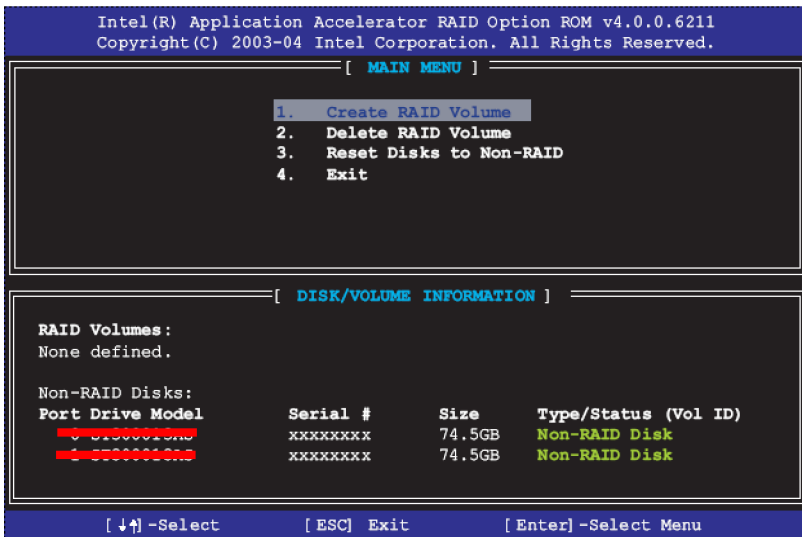 Intel(R) Application Accelerator RAID Option ROM v4.0.0.6211
Copyright(C) 2003-04 Intel Corporation. All Rights Reserved.
[ MAIN MENU ]
1. Create RAID Volume
2. Delete RAID Volume
3. Reset Disks to Non-RAID
4. Exit
[ DISK/VOLUME INFORMATION ]
RAID Volumes:
None defined.
Non-RAID Disks:
Port Drive Model Serial # Size Type/Status (Vol ID)
xxxxxxxx 74.5GB Non-RAID Disk
xxxxxxxx 74.5GB Non-RAID Disk
[↓↑]-Select [ESC] Exit [Enter]-Select Menu